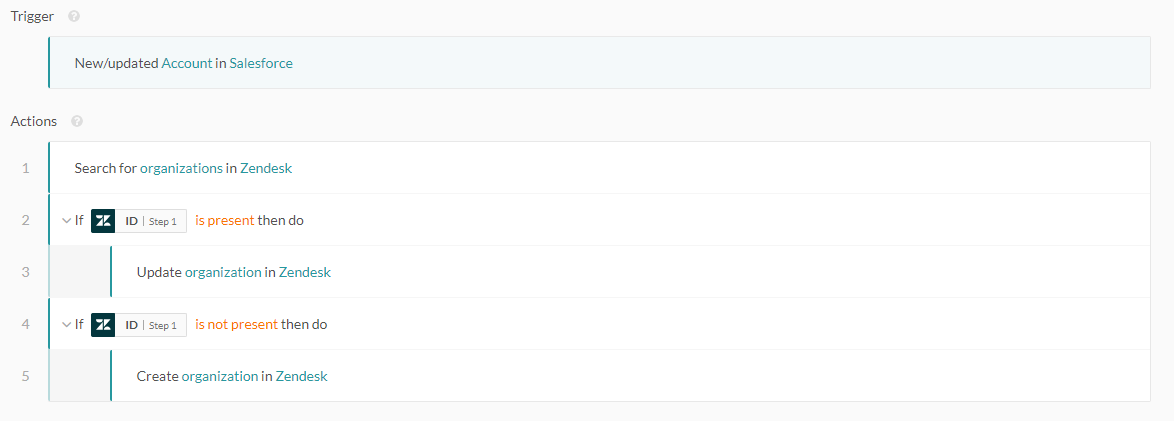 Trigger ?
New/updated Account in Salesforce
Actions ?
1 Search for organizations in Zendesk
2 If ID | Step 1 is present then do
3 Update organization in Zendesk
4 If ID | Step 1 is not present then do
5 Create organization in Zendesk